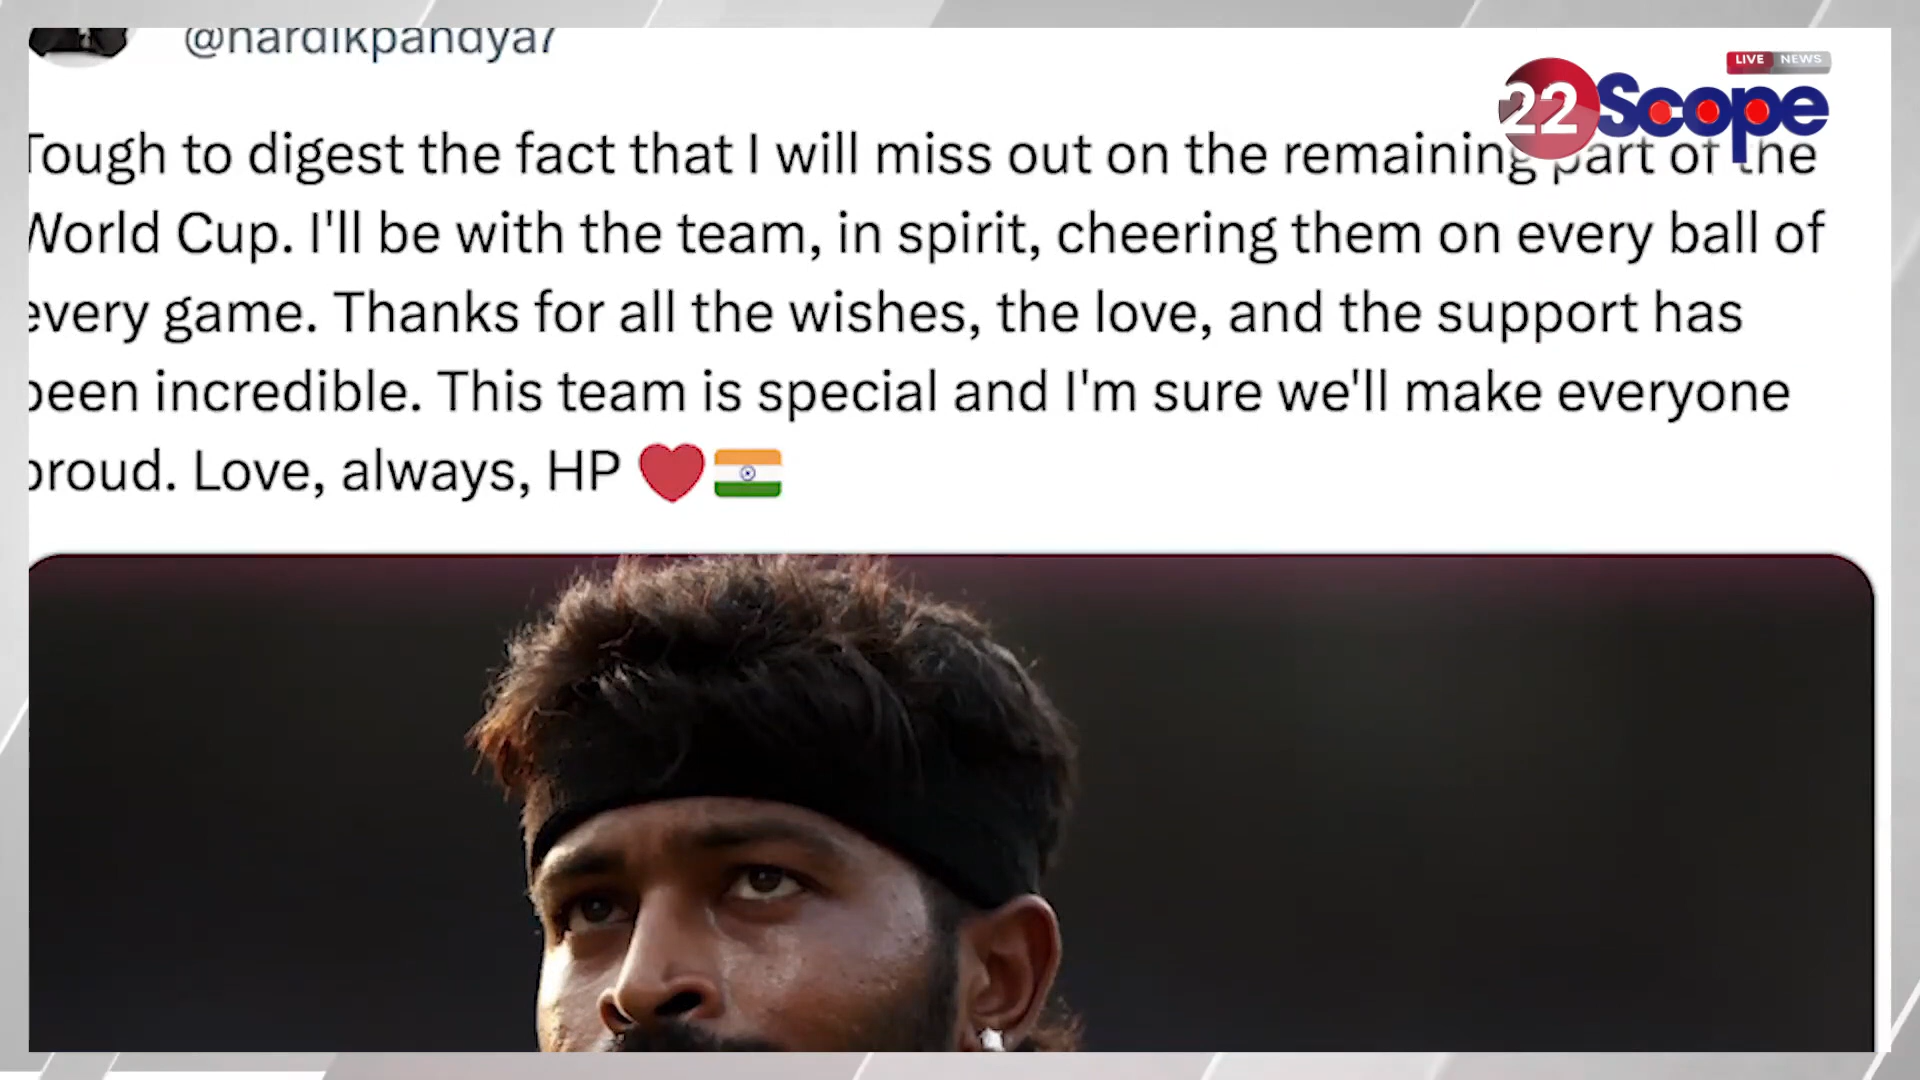 @hardikpandya7
LIVE NEWS
22Scope
Tough to digest the fact that I will miss out on the remaining part of the
World Cup. I'll be with the team, in spirit, cheering them on every ball of
every game. Thanks for all the wishes, the love, and the support has
been incredible. This team is special and I'm sure we'll make everyone
proud. Love, always, HP ❤️🇮🇳